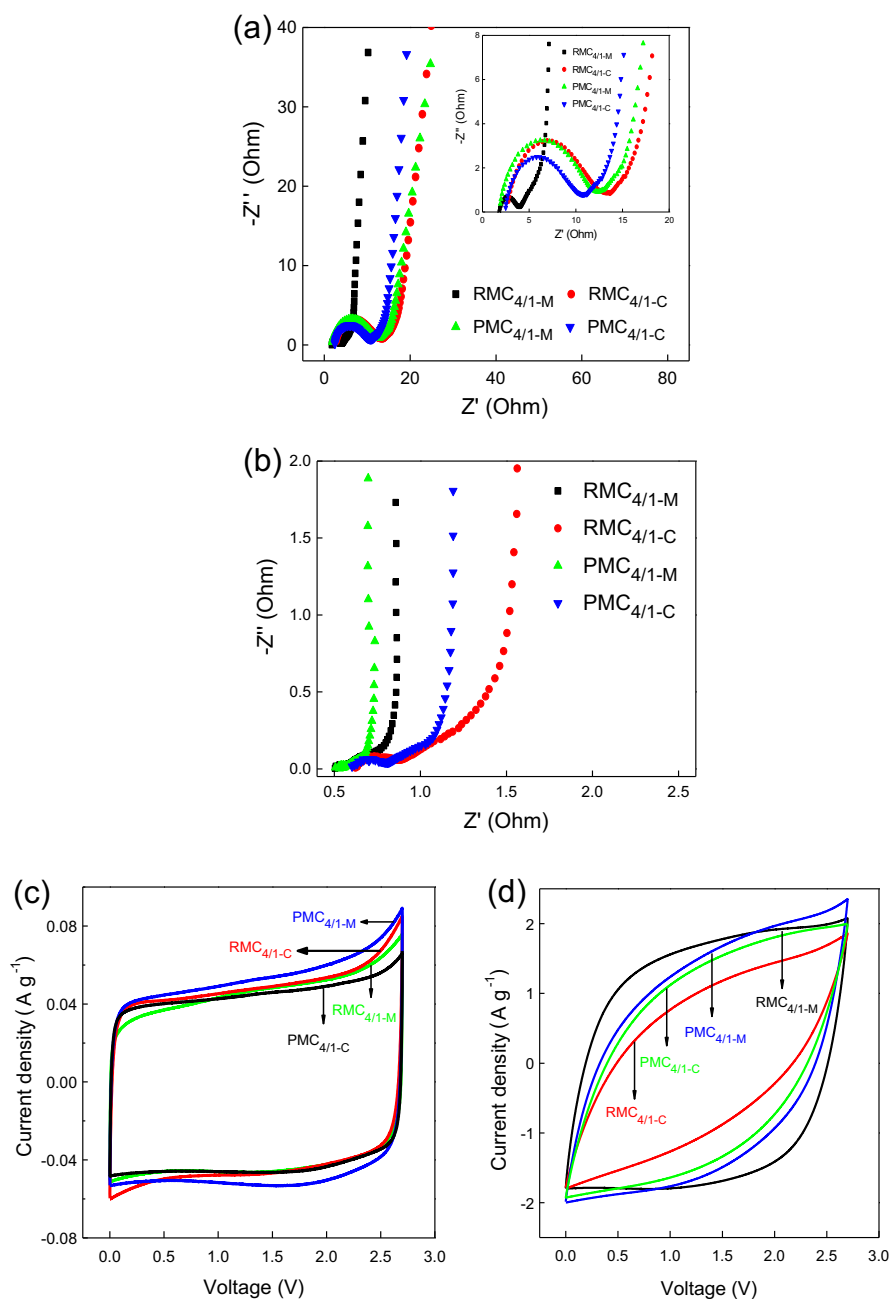 (a)
40
30
20
10
0
-Z'' (Ohm)
0 20 40 60 80
Z' (Ohm)
8
6
4
2
0
-Z'' (Ohm)
0 5 10 15 20
Z' (Ohm)
RMC4/1-M
RMC4/1-C
PMC4/1-M
PMC4/1-C
RMC4/1-M RMC4/1-C
PMC4/1-M PMC4/1-C
(b)
2.0
1.5
1.0
0.5
0.0
-Z'' (Ohm)
0.5 1.0 1.5 2.0 2.5
Z' (Ohm)
RMC4/1-M
RMC4/1-C
PMC4/1-M
PMC4/1-C
(c)
0.08
0.04
0.00
-0.04
-0.08
Current density (A g-1)
PMC4/1-M
RMC4/1-C
RMC4/1-M
PMC4/1-C
0.0 0.5 1.0 1.5 2.0 2.5 3.0
Voltage (V)
(d)
2
1
0
-1
-2
Current density (A g-1)
RMC4/1-M
PMC4/1-M
PMC4/1-C
RMC4/1-C
0.0 0.5 1.0 1.5 2.0 2.5 3.0
Voltage (V)